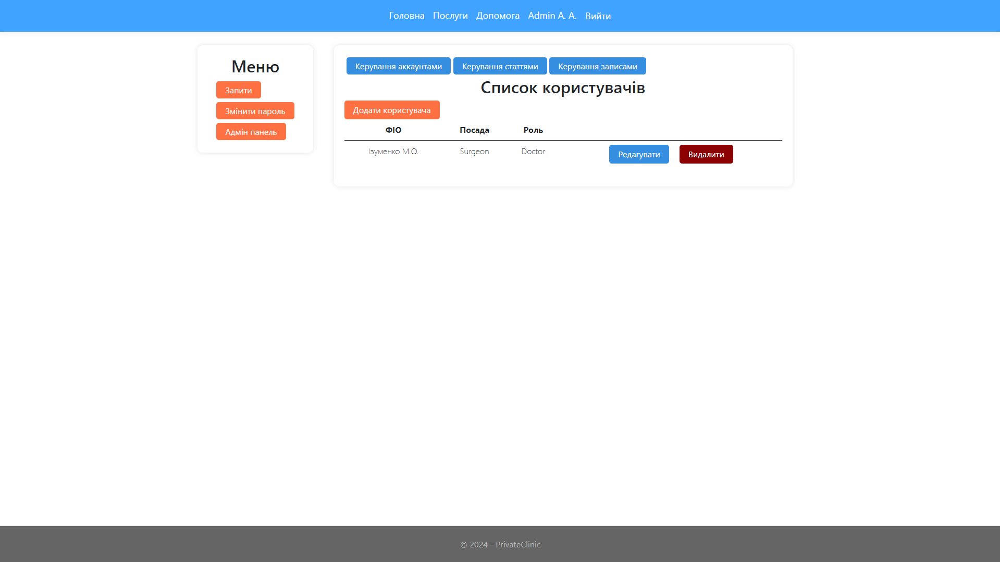 Головна Послуги Допомога Admin A. A. Вийти
Меню
Запити
Змінити пароль
Адмін панель
Керування аккаунтами Керування статтями Керування записами
Список користувачів
Додати користувача
ФІО Посада Роль
Ізуменко М.О. Surgeon Doctor Редагувати Видалити
© 2024 - PrivateClinic